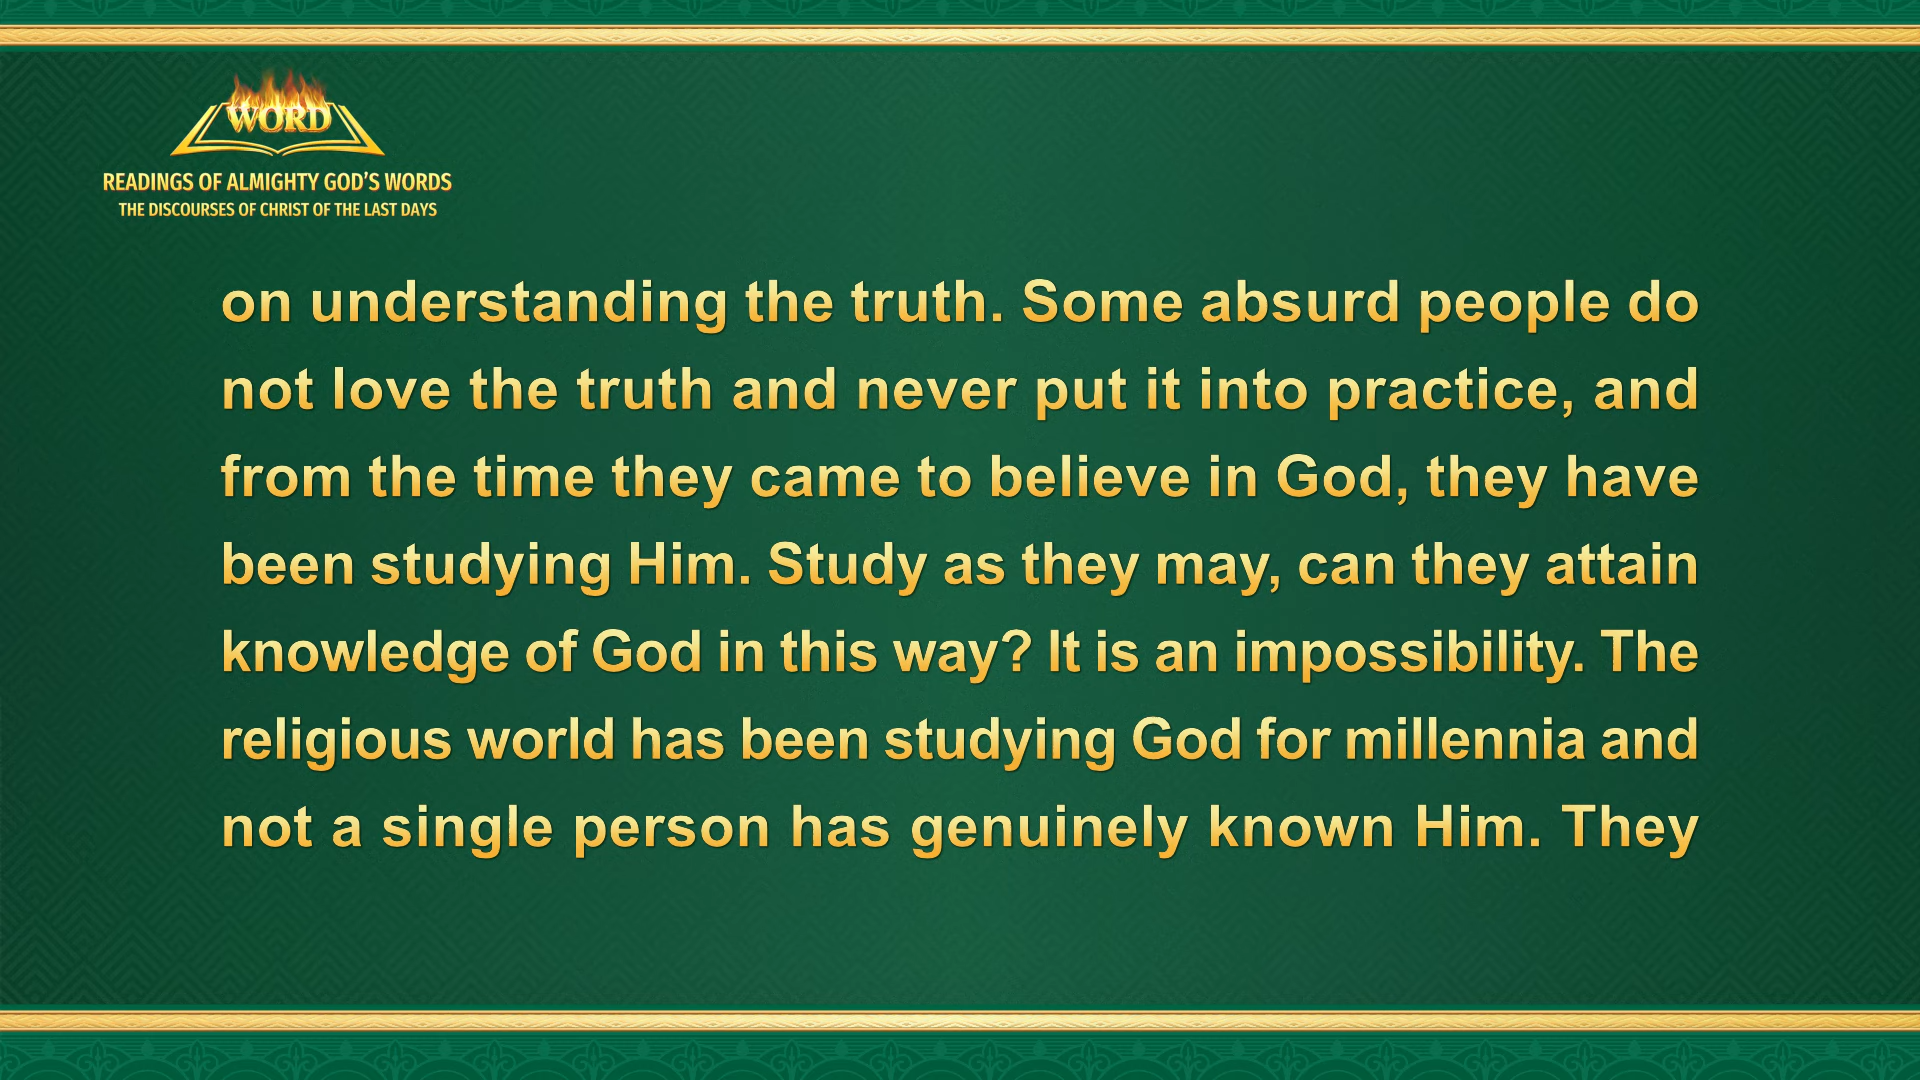 WORD
READINGS OF ALMIGHTY GOD'S WORDS
THE DISCOURSES OF CHRIST OF THE LAST DAYS
on understanding the truth. Some absurd people do
not love the truth and never put it into practice, and
from the time they came to believe in God, they have
been studying Him. Study as they may, can they attain
knowledge of God in this way? It is an impossibility. The
religious world has been studying God for millennia and
not a single person has genuinely known Him. They